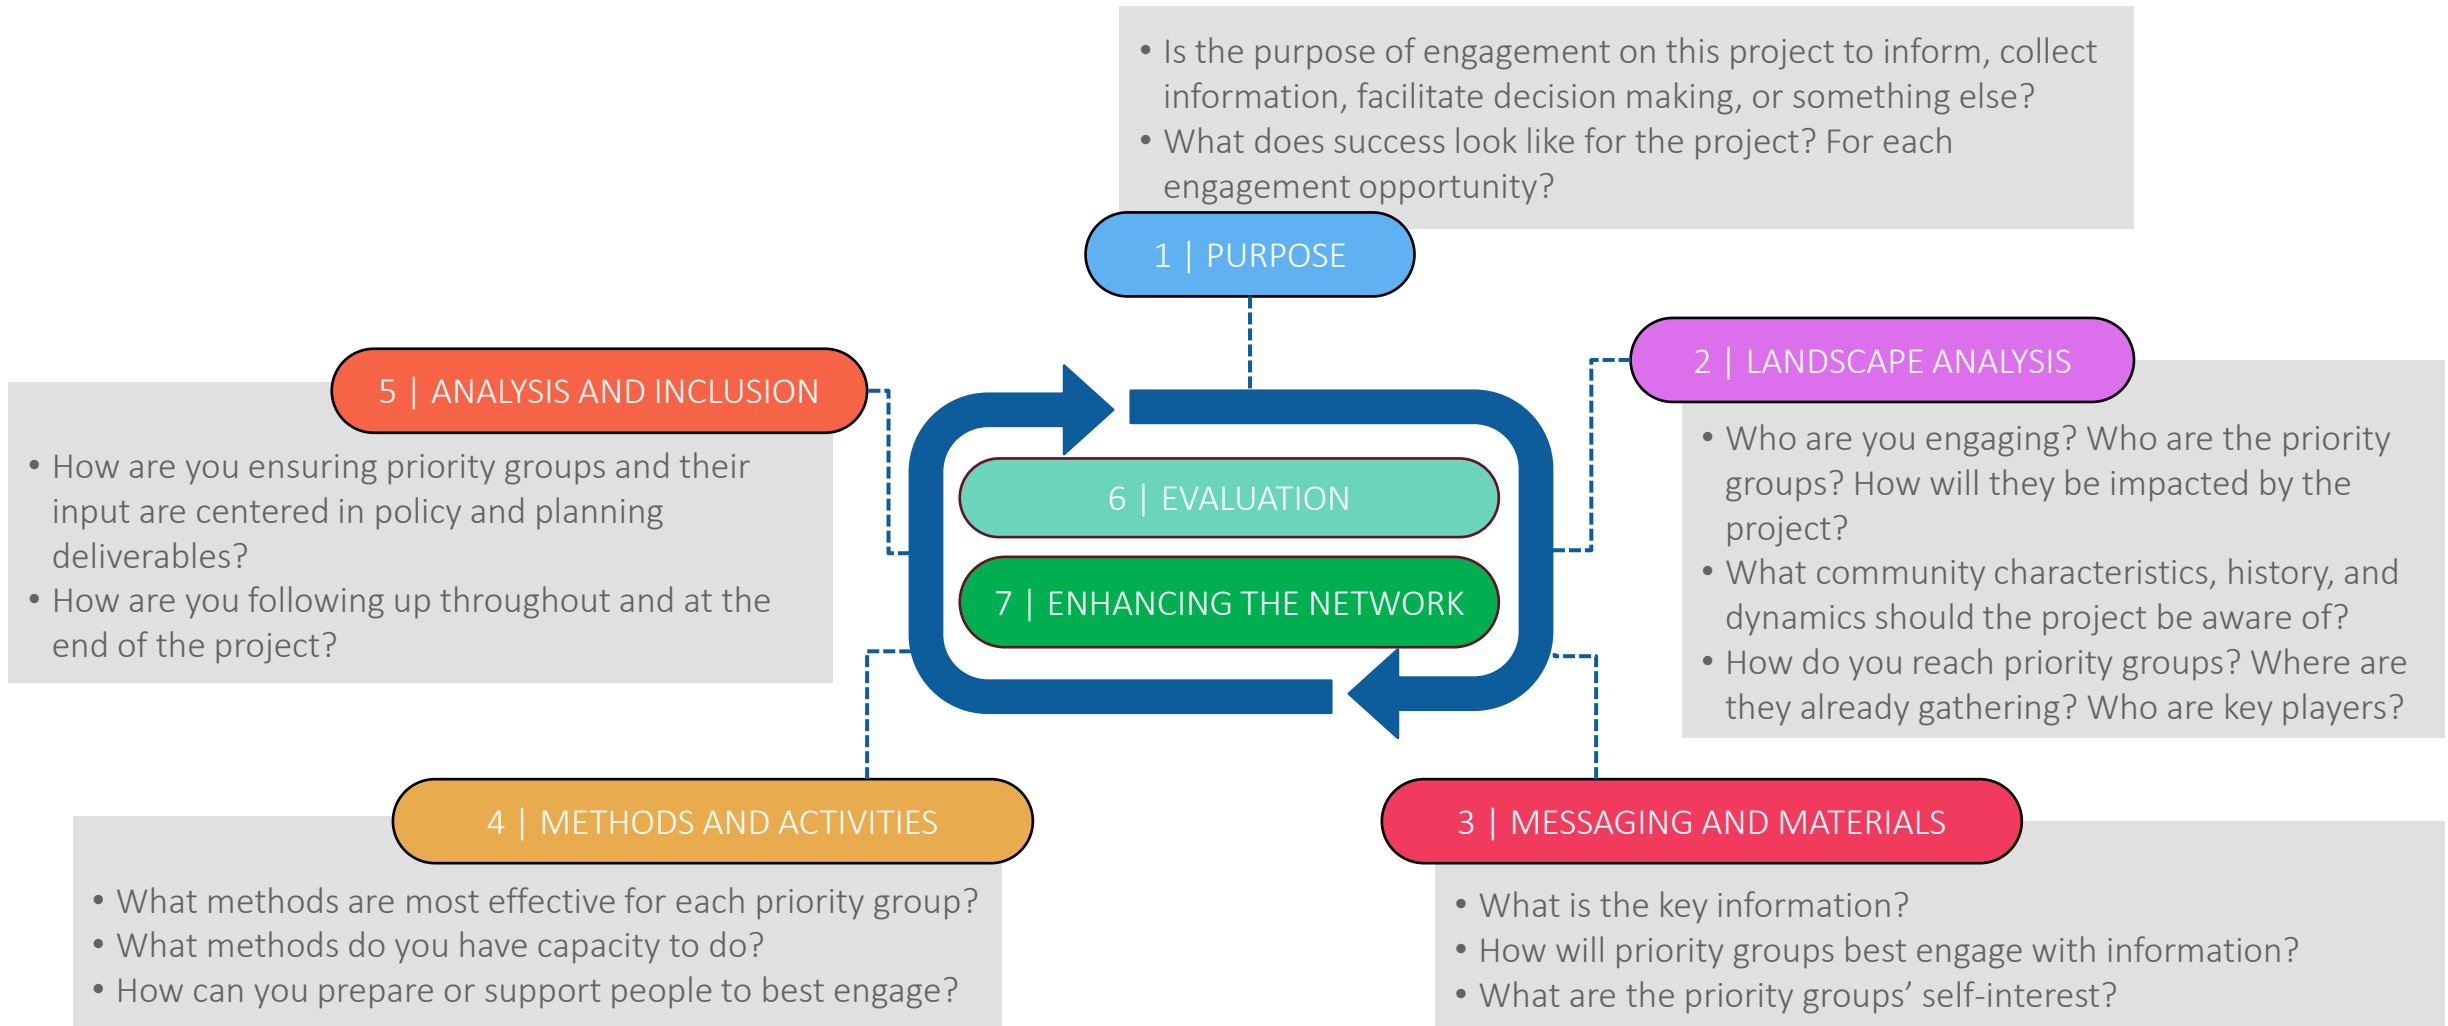 • Is the purpose of engagement on this project to inform, collect
information, facilitate decision making, or something else?
• What does success look like for the project? For each
engagement opportunity?
1 | PURPOSE
2 | LANDSCAPE ANALYSIS
• Who are you engaging? Who are the priority
groups? How will they be impacted by the
project?
• What community characteristics, history, and
dynamics should the project be aware of?
• How do you reach priority groups? Where are
they already gathering? Who are key players?
3 | MESSAGING AND MATERIALS
• What is the key information?
• How will priority groups best engage with information?
• What are the priority groups’ self-interest?
4 | METHODS AND ACTIVITIES
• What methods are most effective for each priority group?
• What methods do you have capacity to do?
• How can you prepare or support people to best engage?
5 | ANALYSIS AND INCLUSION
• How are you ensuring priority groups and their
input are centered in policy and planning
deliverables?
• How are you following up throughout and at the
end of the project?
6 | EVALUATION
7 | ENHANCING THE NETWORK